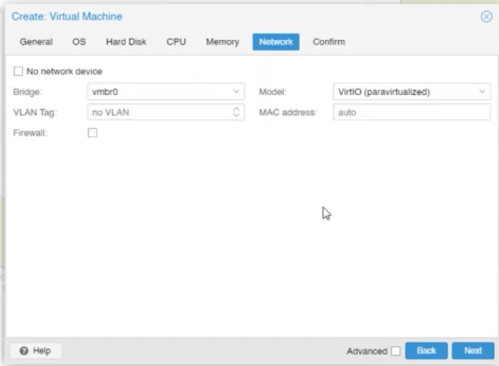 Create: Virtual Machine
General OS Hard Disk CPU Memory Network Confirm
No network device
Bridge: vmbr0 Model: VirtIO (paravirtualized)
VLAN Tag: no VLAN MAC address: auto
Firewall:
Help Advanced Back Next